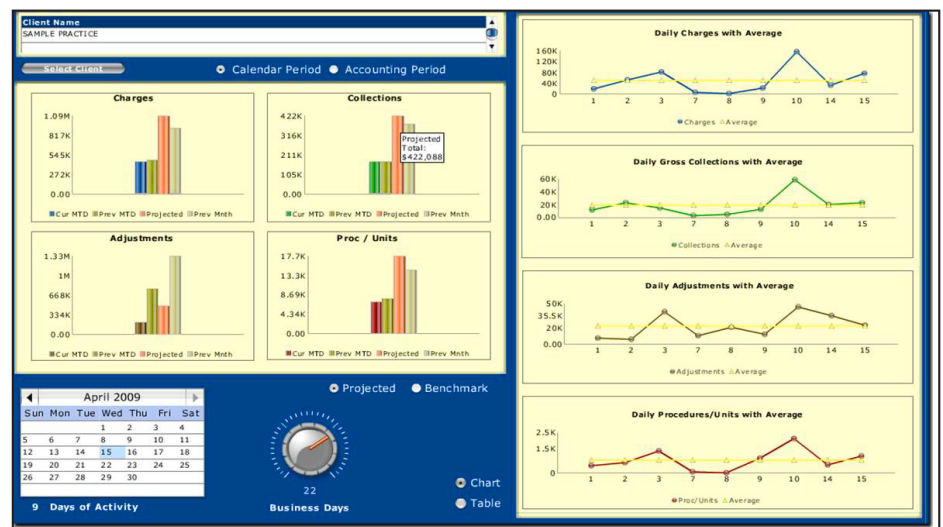 Client Name
SAMPLE PRACTICE
Select Client
Calendar Period Accounting Period
Charges
1.09M
817K
545K
272K
0.00
Cur MTD Prev MTD Projected Prev Mnth
Collections
422K
316K
211K
105K
0.00
Projected
Total:
$422,088
Cur MTD Prev MTD Projected Prev Mnth
Adjustments
1.33M
1M
668K
334K
0.00
Cur MTD Prev MTD Projected Prev Mnth
Proc / Units
17.7K
13.3K
8.69K
4.34K
0.00
Cur MTD Prev MTD Projected Prev Mnth
Projected Benchmark
April 2009
Sun Mon Tue Wed Thu Fri Sat
1 2 3 4
5 6 7 8 9 10 11
12 13 14 15 16 17 18
19 20 21 22 23 24 25
26 27 28 29 30
9 Days of Activity
22
Business Days
Chart
Table
Daily Charges with Average
160K
120K
80K
40K
0
1 2 3 7 8 9 10 14 15
Charges Average
Daily Gross Collections with Average
60K
40K
20K
0.00
1 2 3 7 8 9 10 14 15
Collections Average
Daily Adjustments with Average
50K
35.5K
20K
0.00
1 2 3 7 8 9 10 14 15
Adjustments Average
Daily Procedures/Units with Average
2.5K
1.5K
0
1 2 3 7 8 9 10 14 15
Proc/Units Average